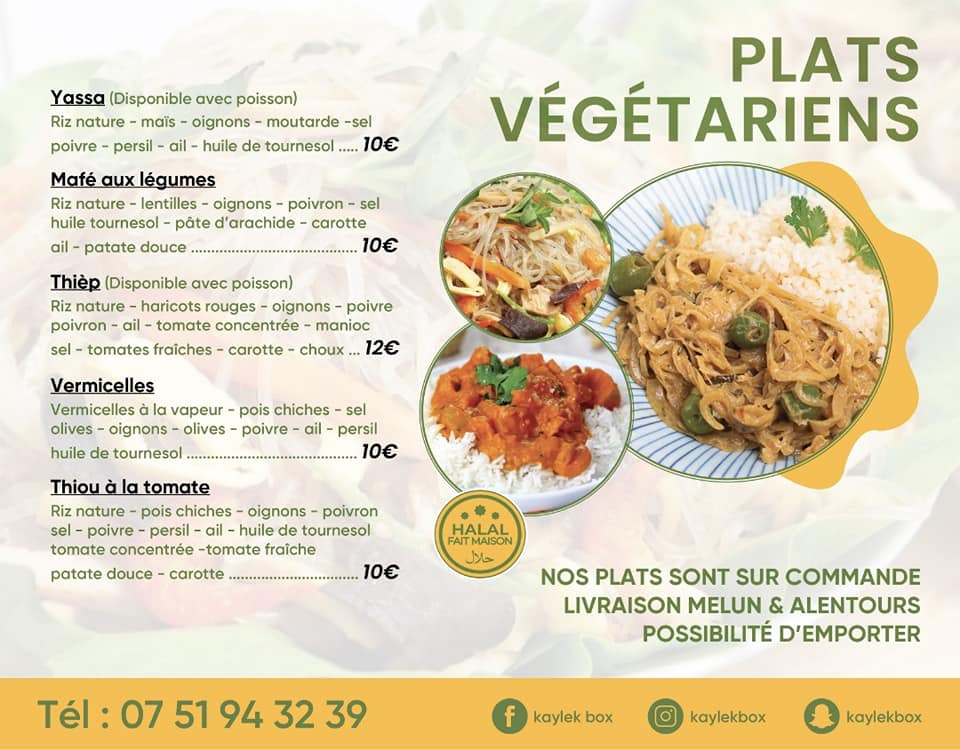 PLATS
VÉGÉTARIENS
Yassa (Disponible avec poisson)
Riz nature - maïs - oignons - moutarde -sel
poivre - persil - ail - huile de tournesol ..... 10€
Mafé aux légumes
Riz nature - lentilles - oignons - poivron - sel
huile tournesol - pâte d'arachide - carotte
ail - patate douce .......................................... 10€
Thièp (Disponible avec poisson)
Riz nature - haricots rouges - oignons - poivre
poivron - ail - tomate concentrée - manioc
sel - tomates fraîches - carotte - choux ... 12€
Vermicelles
Vermicelles à la vapeur - pois chiches - sel
olives - oignons - olives - poivre - ail - persil
huile de tournesol ........................................... 10€
Thiou à la tomate
Riz nature - pois chiches - oignons - poivron
sel - poivre - persil - ail - huile de tournesol
tomate concentrée -tomate fraîche
patate douce - carotte ................................. 10€
HALAL
FAIT MAISON
حلال
NOS PLATS SONT SUR COMMANDE
LIVRAISON MELUN & ALENTOURS
POSSIBILITÉ D'EMPORTER
Tél : 07 51 94 32 39
kaylek box
kaylekbox
kaylekbox